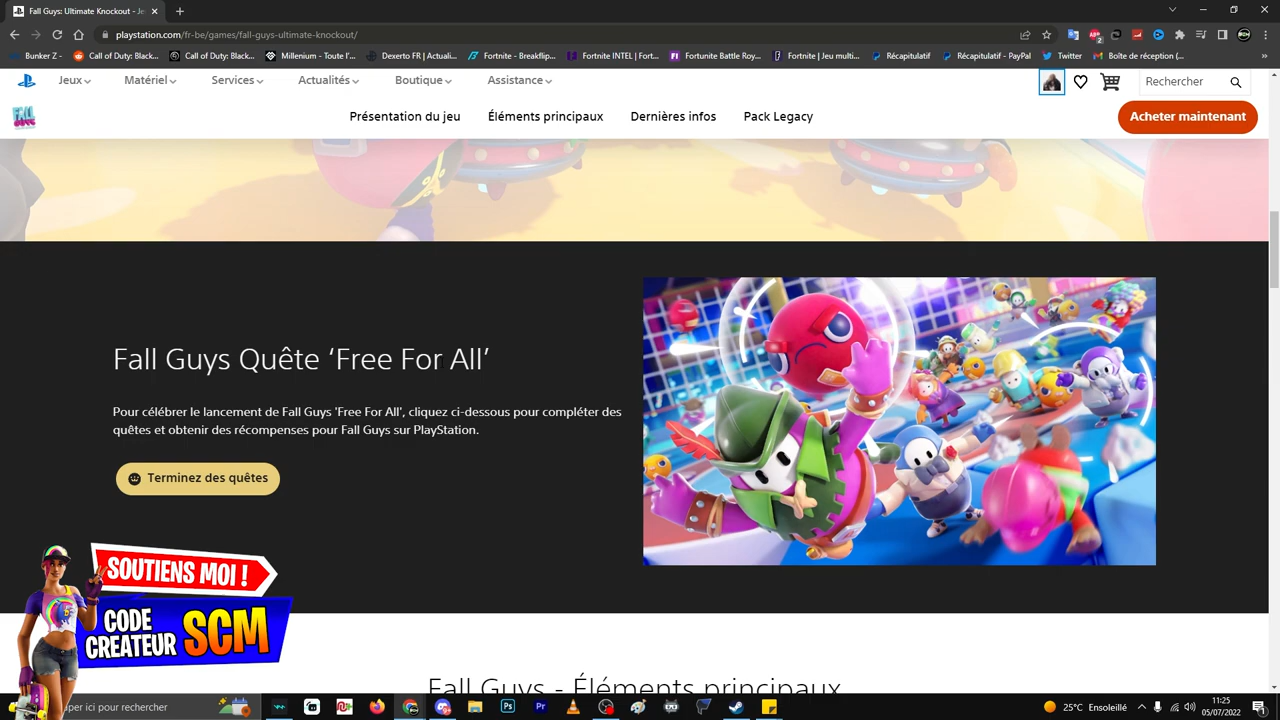 Fall Guys: Ultimate Knockout - Je
playstation.com/fr-be/games/fall-guys-ultimate-knockout/
Bunker Z -
Call of Duty: Black...
Call of Duty: Black...
Millenion - Toute l'...
Dexerto FR | Actuali...
Fortnite - Breakflip...
Fortnite INTEL | Fort...
Fortunite Battle Roy...
Fortnite | Jeu multi...
Récapitulatif
Récapitulatif - PayPal
Twitter
Boîte de réception (...
»
Jeux
Matériel
Services
Actualités
Boutique
Assistance
Rechercher
FALL GUYS
Présentation du jeu
Éléments principaux
Dernières infos
Pack Legacy
Acheter maintenant
Fall Guys Quête ‘Free For All’
Pour célébrer le lancement de Fall Guys 'Free For All', cliquez ci-dessous pour compléter des
quêtes et obtenir des récompenses pour Fall Guys sur PlayStation.
Terminez des quêtes
SOUTIENS MOI !
CODE
CREATEUR
SCM
Fall Guys - Éléments principaux
per ici pour rechercher
25°C Ensoleillé
11:25
05/07/2022